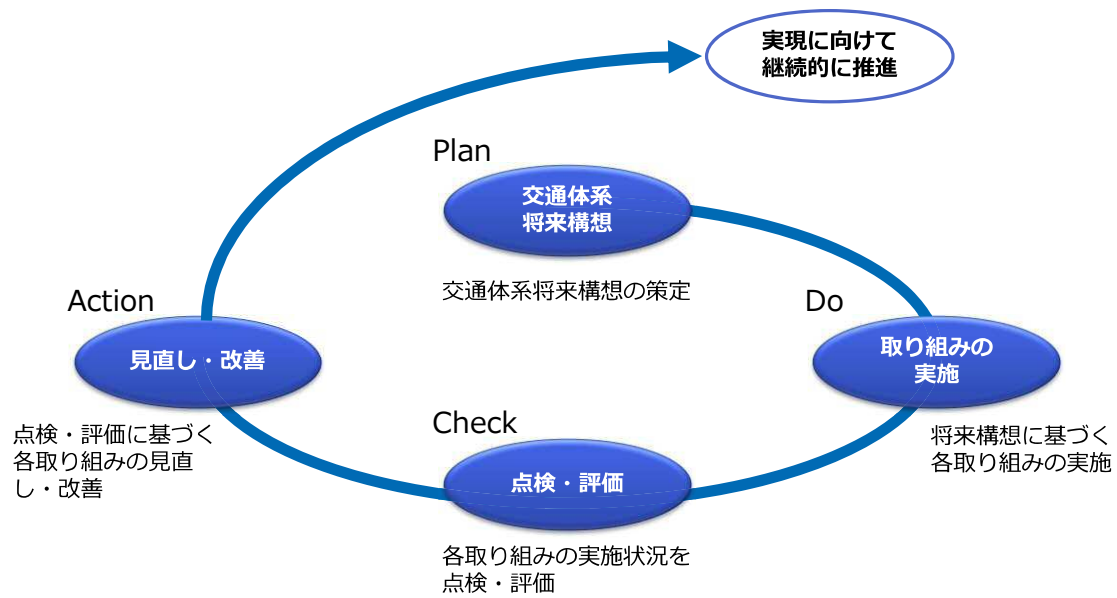 実現に向けて
継続的に推進
Plan
交通体系
将来構想
交通体系将来構想の策定
Do
取り組みの
実施
将来構想に基づく
各取り組みの実施
Check
点検・評価
各取り組みの実施状況を
点検・評価
Action
見直し・改善
点検・評価に基づく
各取り組みの見直
し・改善